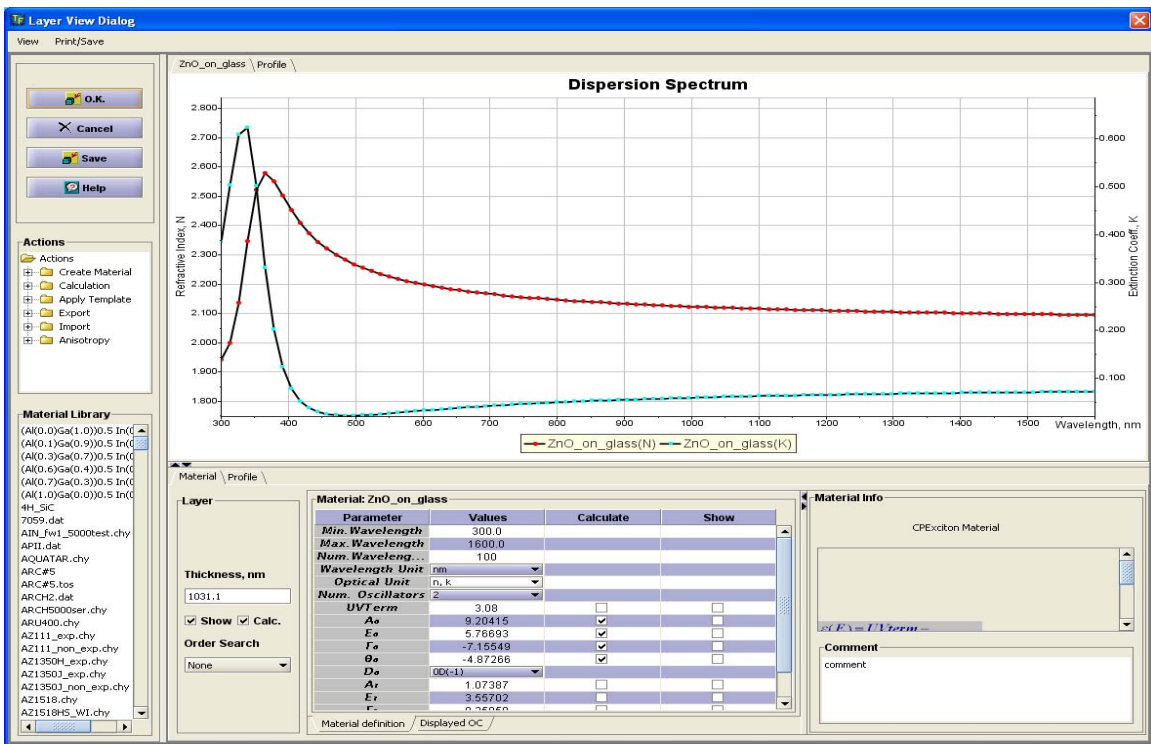 Layer View Dialog
View Print/Save
O.K.
Cancel
Save
Help
Actions
Actions
Create Material
Calculation
Apply Template
Export
Import
Anisotropy
Material Library
(Al(0.0)Ga(1.0))0.5 In(0
(Al(0.1)Ga(0.9))0.5 In(0
(Al(0.3)Ga(0.7))0.5 In(0
(Al(0.6)Ga(0.4))0.5 In(0
(Al(0.7)Ga(0.3))0.5 In(0
(Al(1.0)Ga(0.0))0.5 In(0
4H_SiC
7059.dat
AIN_fw1_5000test.chy
APII.dat
AQUATAR.chy
ARC#5
ARC#5.tos
ARCH2.dat
ARCH5000ser.chy
ARU400.chy
AZ111_exp.chy
AZ111_non_exp.chy
AZ1350H_exp.chy
AZ1350J_exp.chy
AZ1350J_non_exp.chy
AZ1518.chy
AZ1518HS_WI.chy
ZnO_on_glass Profile
Dispersion Spectrum
Refractive Index, N
2.800
2.700
2.600
2.500
2.400
2.300
2.200
2.100
2.000
1.900
1.800
0.600
0.500
0.400
0.300
0.200
0.100
Extinction Coeff., K
300 400 500 600 700 800 900 1000 1100 1200 1300 1400 1500 Wavelength, nm
ZnO_on_glass(N) ZnO_on_glass(K)
Material Profile
Layer
Thickness, nm
1031.1
Show Calc.
Order Search
None
Material: ZnO_on_glass
Parameter Values Calculate Show
Min.Wavelength 300.0
Max.Wavelength 1600.0
Num.Waveleng... 100
Wavelength Unit nm
Optical Unit n, k
Num. Oscillators 2
UVTerm 3.08
A₀ 9.20415
E₀ 5.76693
Γ₀ -7.15549
θ₀ -4.87266
D₀ 0D(-1)
A₁ 1.07387
E₁ 3.55702
Material definition Displayed OC
Material Info
CPExciton Material
ε(E) = UVterm –
Comment
comment